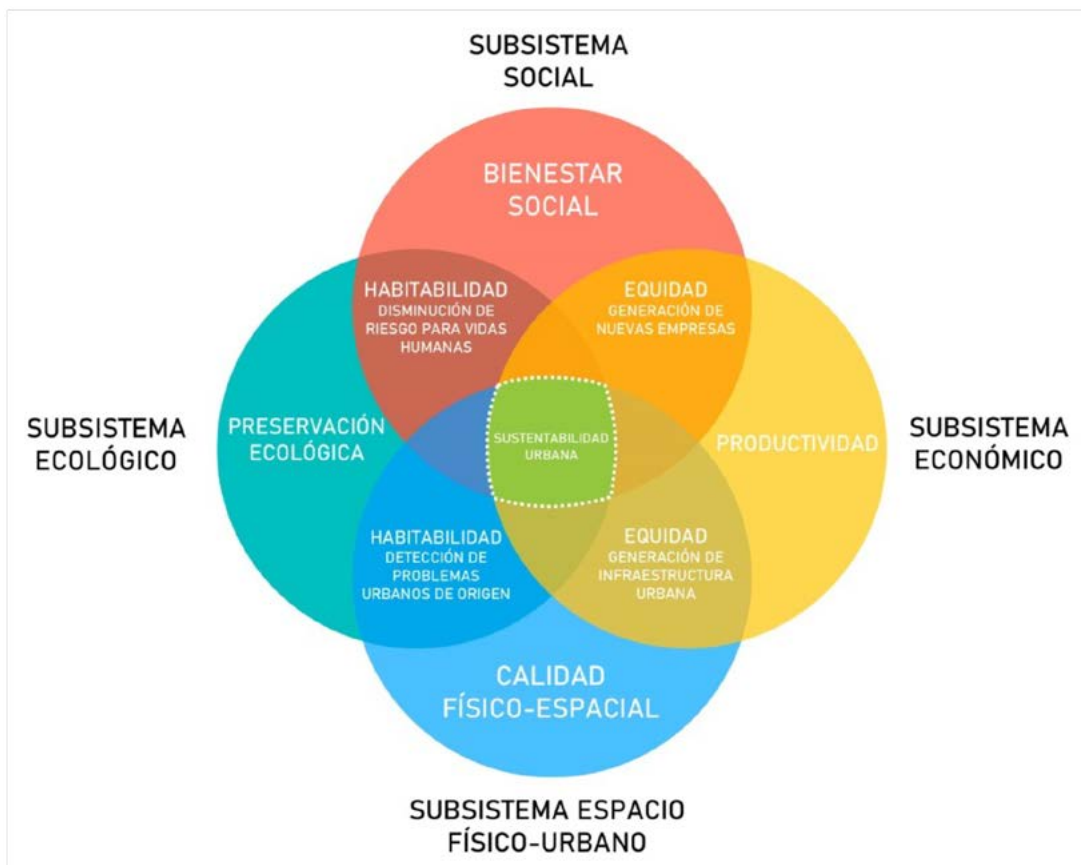 SUBSISTEMA
SOCIAL
BIENESTAR
SOCIAL
HABITABILIDAD
DISMINUCIÓN DE
RIESGO PARA VIDAS
HUMANAS
EQUIDAD
GENERACIÓN DE
NUEVAS EMPRESAS
SUBSISTEMA
ECOLÓGICO
PRESERVACIÓN
ECOLÓGICA
SUSTENTABILIDAD
URBANA
PRODUCTIVIDAD
SUBSISTEMA
ECONÓMICO
HABITABILIDAD
DETECCIÓN DE
PROBLEMAS
URBANOS DE ORIGEN
EQUIDAD
GENERACIÓN DE
INFRAESTRUCTURA
URBANA
CALIDAD
FÍSICO-ESPACIAL
SUBSISTEMA ESPACIO
FÍSICO-URBANO